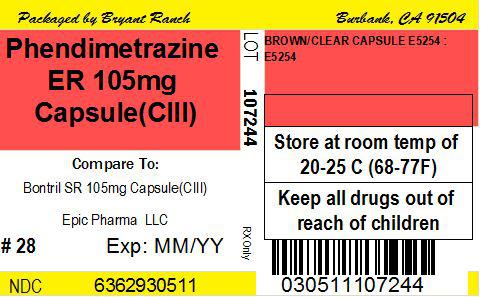 Packaged by Bryant Ranch
Burbank, CA 91504
Phendimetrazine
ER 105mg
Capsule(CIII)
Compare To:
Bontril SR 105mg Capsule(CIII)
Epic Pharma LLC
# 28 Exp: MM/YY
NDC 6362930511
LOT 107244
RX Only
BROWN/CLEAR CAPSULE E5254 :
E5254
Store at room temp of
20-25 C (68-77F)
Keep all drugs out of
reach of children
030511107244